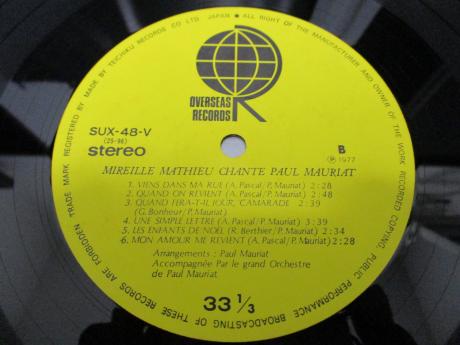 TRADE MARK REGISTERED BY MADE BY TEICHIKU RECORDS CO LTD JAPAN • ALL RIGHT OF THE MANUFACTURER AND OWNER OF THE WORK RECORDED COPYING, PUBLIC PERFORMANCE BROADCASTING OF THESE RECORDS ARE FORBIDDEN
OVERSEAS
RECORDS
SUX-48-V
(25-96)
stereo
B
Ⓟ 1977
MIREILLE MATHIEU CHANTE PAUL MAURIAT
1. VIENS DANS MA RUE (A. Pascal/P. Mauriat) 2:28
2. QUAND ON REVIENT (A. Pascal/P. Mauriat) 2:48
3. QUAND FERA-T-IL JOUR, CAMARADE 2:39
(G. Bonheur/P. Mauriat)
4. UNE SIMPLE LETTRE (A. Pascal/P. Mauriat) 3:39
5. LES ENFANTS DE NOËL (R. Berthier/P. Mauriat) 2:34
6. MON AMOUR ME REVIENT (A. Pascal/P. Mauriat) 2:28
Arrangements : Paul Mauriat
Accompagnée Par le grand Orchestre
de Paul Mauriat
33 1/3